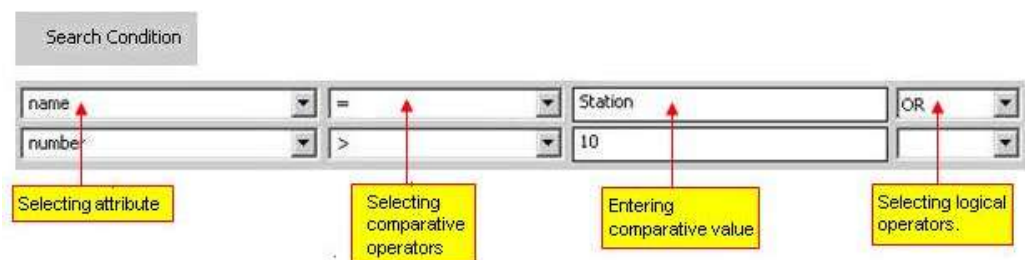 Search Condition
name = Station OR
number > 10
Selecting attribute
Selecting
comparative
operators
Entering
comparative value
Selecting logical
operators.